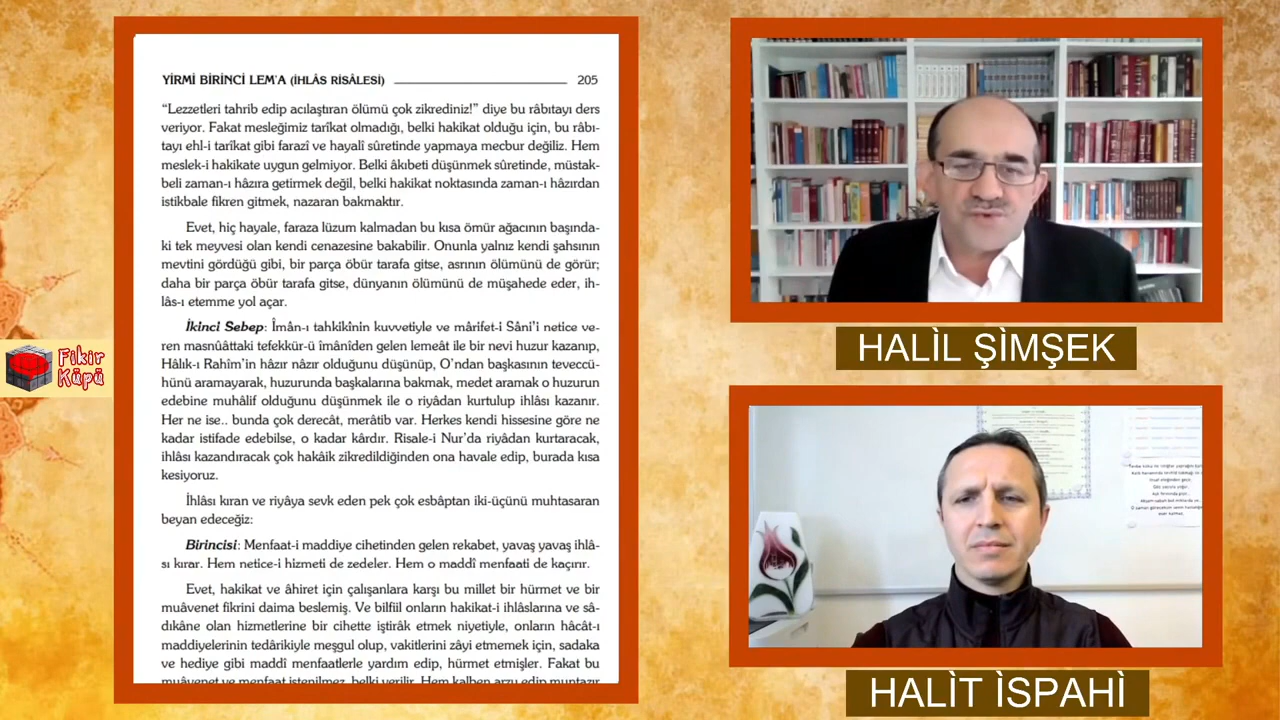 YİRMİ BİRİNCİ LEM'A (İHLÂS RİSÂLESİ) 205
“Lezzetleri tahrib edip acılaştıran ölümü çok zikrediniz!” diye bu râbıtayı ders
veriyor. Fakat mesleğimiz tarîkat olmadığı, belki hakikat olduğu için, bu râbı-
tayı ehl-i tarîkat gibi farazî ve hayalî sûretinde yapmaya mecbur değiliz. Hem
meslek-i hakikate uygun gelmiyor. Belki âkıbeti düşünmek sûretinde, müstak-
beli zaman-ı hâzıra getirmek değil, belki hakikat noktasında zaman-ı hâzırdan
istikbale fikren gitmek, nazaran bakmaktır.
Evet, hiç hayale, faraza lüzum kalmadan bu kısa ömür ağacının başında-
ki tek meyvesi olan kendi cenazesine bakabilir. Onunla yalnız kendi şahsının
mevtini gördüğü gibi, bir parça öbür tarafa gitse, asrının ölümünü de görür;
daha bir parça öbür tarafa gitse, dünyanın ölümünü de müşahede eder, ih-
lâs-ı etemme yol açar.
İkinci Sebep: Îmân-ı tahkikînin kuvvetiyle ve mârifet-i Sâni’i netice ve-
ren masnûâttaki tefekkür-ü îmânîden gelen lemeât ile bir nevi huzur kazanıp,
Hâlık-ı Rahîm’in hâzır nâzır olduğunu düşünüp, O’ndan başkasının teveccü-
hünü aramayarak, huzurunda başkalarına bakmak, medet aramak o huzurun
edebine muhâlif olduğunu düşünmek ile o riyâdan kurtulup ihlâsı kazanır.
Her ne ise.. bunda çok derecât, merâtib var. Herkes kendi hissesine göre ne
kadar istifade edebilse, o kadar kârdır. Risale-i Nur’da riyâdan kurtaracak,
ihlâsı kazandıracak çok hakâik zikredildiğinden ona havale edip, burada kısa
kesiyoruz.
İhlâsı kıran ve riyâya sevk eden pek çok esbâptan iki-üçünü muhtasaran
beyan edeceğiz:
Birincisi: Menfaat-i maddiye cihetinden gelen rekabet, yavaş yavaş ihlâ-
sı kırar. Hem netice-i hizmeti de zedeler. Hem o maddî menfaati de kaçırır.
Evet, hakikat ve âhiret için çalışanlara karşı bu millet bir hürmet ve bir
muâvenet fikrini daima beslemiş. Ve bilfiil onların hakikat-i ihlâslarına ve sâ-
dıkâne olan hizmetlerine bir cihette iştirâk etmek niyetiyle, onların hâcât-ı
maddiyelerinin tedârikiyle meşgul olup, vakitlerini zâyi etmemek için, sadaka
ve hediye gibi maddî menfaatlerle yardım edip, hürmet etmişler. Fakat bu
muâvenet ve menfaat istenilmez, belki verilir. Hem kalben arzu edip muntazır
Fikir
Küpü
HALİL ŞİMŞEK
HALİT İSPAHİ